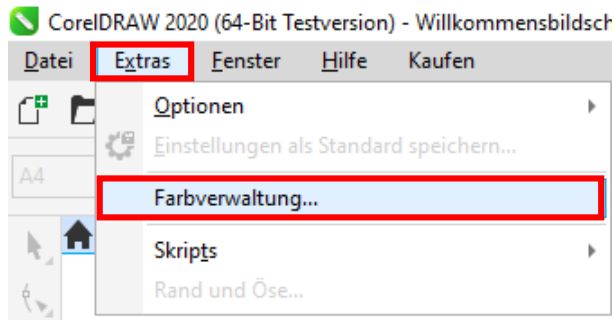 CorelDRAW 2020 (64-Bit Testversion) - Willkommensbildsch
Datei Extras Fenster Hilfe Kaufen
Optionen
Einstellungen als Standard speichern...
A4
Farbverwaltung...
Skripts
Rand und Öse...